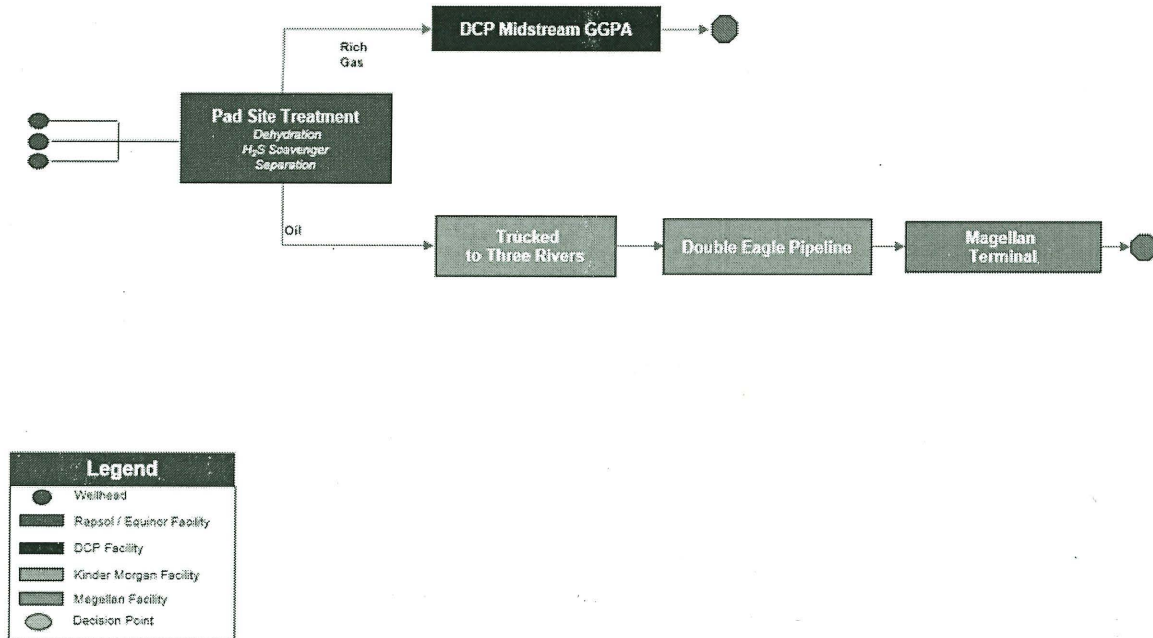 DCP Midstream GGPA
Rich
Gas
Pad Site Treatment
Dehydration
H₂S Scavenger
Separation
Oil
Trucked
to Three Rivers
Double Eagle Pipeline
Magellan
Terminal
Legend
Wellhead
Repsol / Equinor Facility
DCP Facility
Kinder Morgan Facility
Magellan Facility
Decision Point